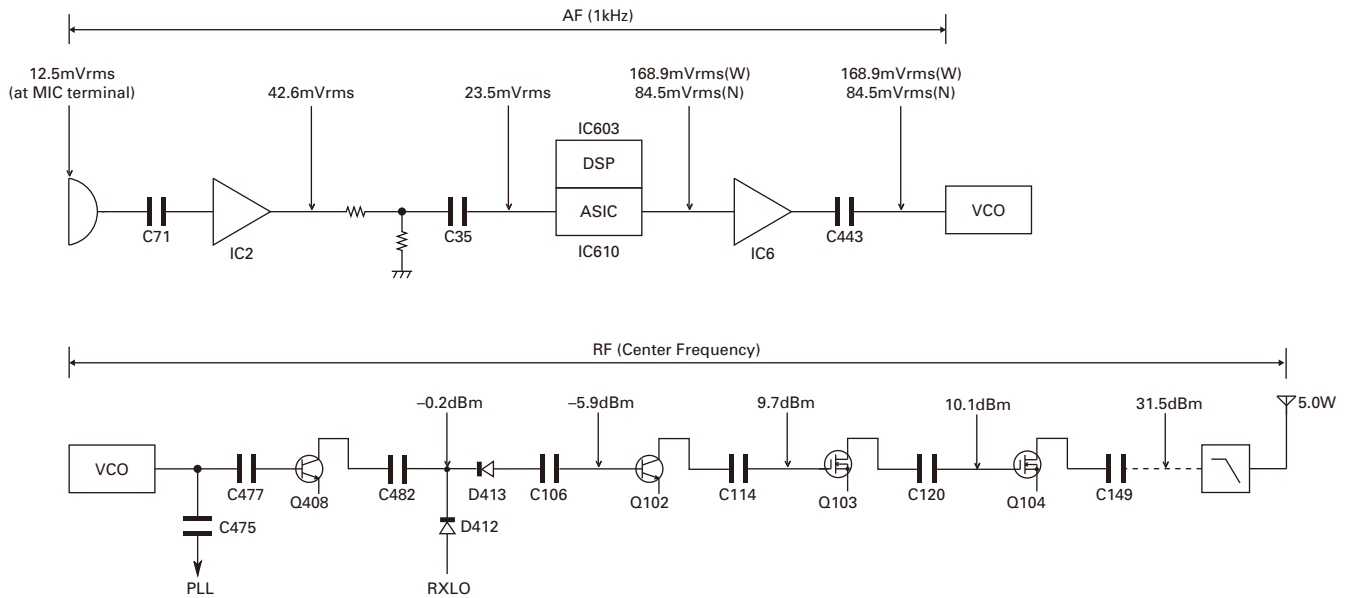 AF (1kHz)
12.5mVrms
(at MIC terminal)
42.6mVrms
23.5mVrms
168.9mVrms(W)
84.5mVrms(N)
168.9mVrms(W)
84.5mVrms(N)
IC603
DSP
ASIC
VCO
C71
IC2
C35
IC610
IC6
C443
RF (Center Frequency)
–0.2dBm
–5.9dBm
9.7dBm
10.1dBm
31.5dBm
5.0W
VCO
C477
Q408
C482
D413
C106
Q102
C114
Q103
C120
Q104
C149
C475
D412
PLL
RXLO